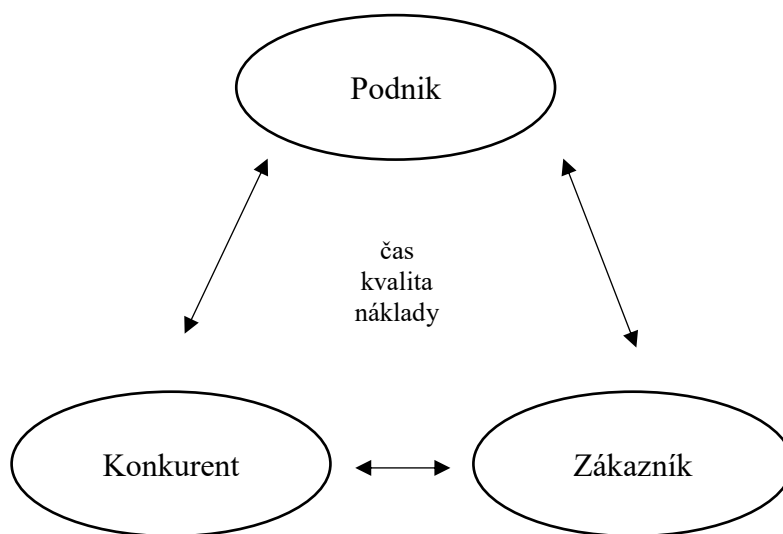 Podnik
čas
kvalita
náklady
Konkurent
Zákazník